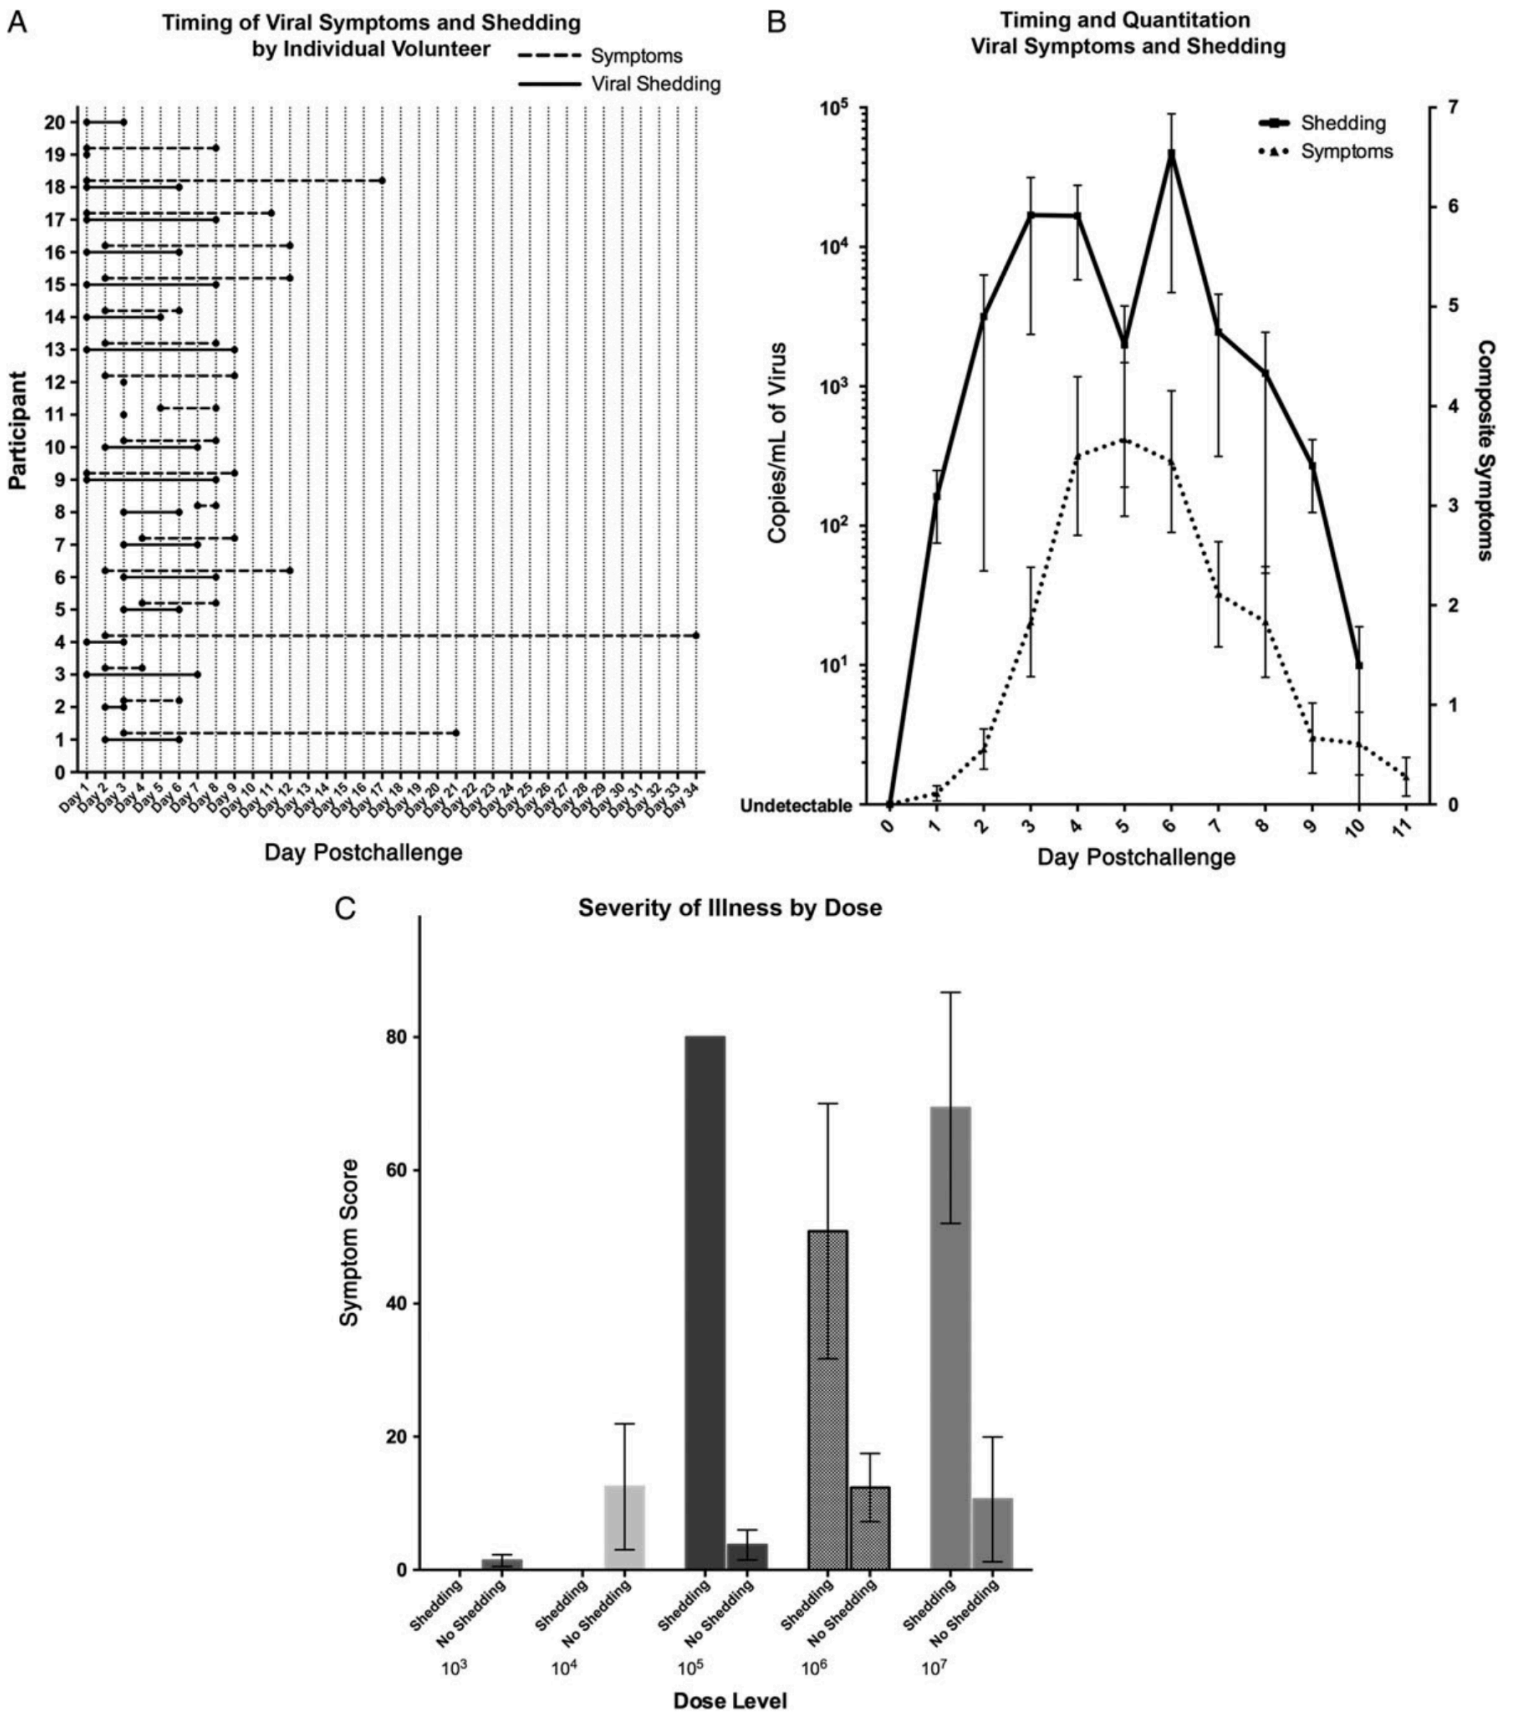 A
Timing of Viral Symptoms and Shedding
by Individual Volunteer
Symptoms
Viral Shedding
Participant
20
19
18
17
16
15
14
13
12
11
10
9
8
7
6
5
4
3
2
1
0
Day 1
Day 2
Day 3
Day 4
Day 5
Day 6
Day 7
Day 8
Day 9
Day 10
Day 11
Day 12
Day 13
Day 14
Day 15
Day 16
Day 17
Day 18
Day 19
Day 20
Day 21
Day 22
Day 23
Day 24
Day 25
Day 26
Day 27
Day 28
Day 29
Day 30
Day 31
Day 32
Day 33
Day 34
Day Postchallenge
B
Timing and Quantitation
Viral Symptoms and Shedding
Shedding
Symptoms
Copies/mL of Virus
10⁵
10⁴
10³
10²
10¹
Undetectable
7
6
5
4
3
2
1
0
Composite Symptoms
0
1
2
3
4
5
6
7
8
9
10
11
Day Postchallenge
C
Severity of Illness by Dose
Symptom Score
80
60
40
20
0
Shedding
No Shedding
Shedding
No Shedding
Shedding
No Shedding
Shedding
No Shedding
Shedding
No Shedding
10³
10⁴
10⁵
10⁶
10⁷
Dose Level